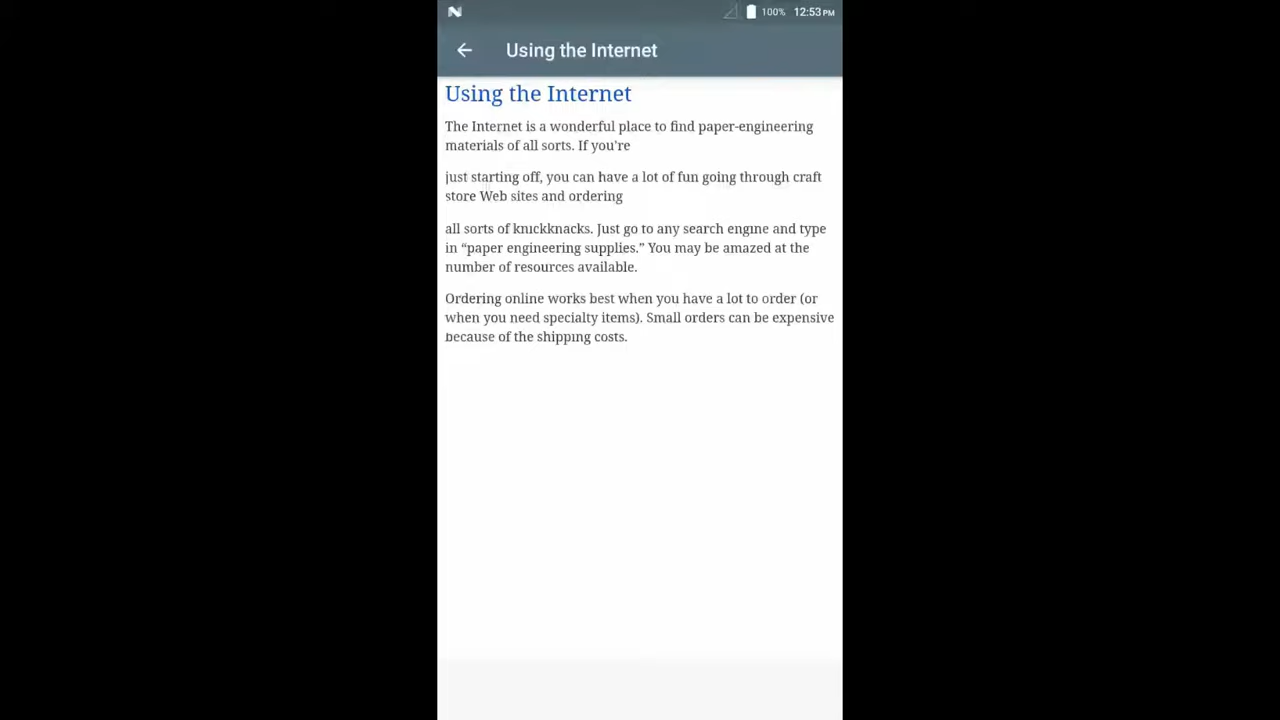 100% 12:53 PM
Using the Internet
Using the Internet
The Internet is a wonderful place to find paper-engineering
materials of all sorts. If you're
just starting off, you can have a lot of fun going through craft
store Web sites and ordering
all sorts of knickknacks. Just go to any search engine and type
in “paper engineering supplies.” You may be amazed at the
number of resources available.
Ordering online works best when you have a lot to order (or
when you need specialty items). Small orders can be expensive
because of the shipping costs.